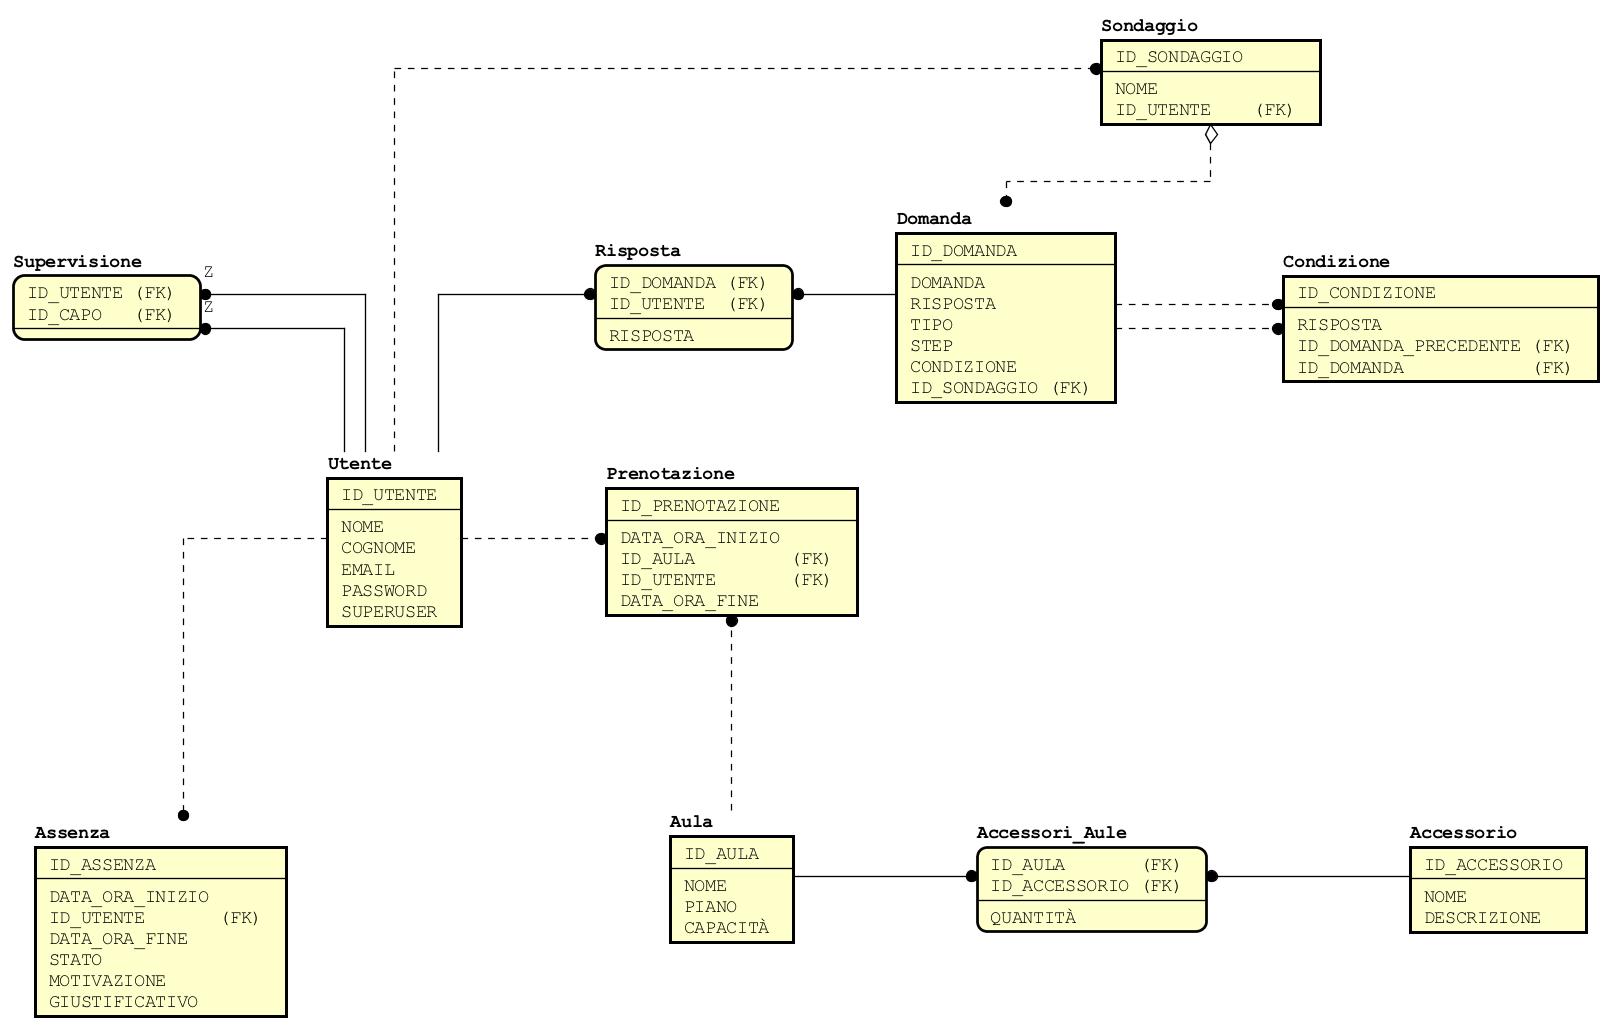 Sondaggio
ID_SONDAGGIO
NOME
ID_UTENTE (FK)
Domanda
ID_DOMANDA
DOMANDA
RISPOSTA
TIPO
STEP
CONDIZIONE
ID_SONDAGGIO (FK)
Supervisione
Z
ID_UTENTE (FK)
Z
ID_CAPO (FK)
Risposta
ID_DOMANDA (FK)
ID_UTENTE (FK)
RISPOSTA
Condizione
ID_CONDIZIONE
RISPOSTA
ID_DOMANDA_PRECEDENTE (FK)
ID_DOMANDA (FK)
Utente
ID_UTENTE
NOME
COGNOME
EMAIL
PASSWORD
SUPERUSER
Prenotazione
ID_PRENOTAZIONE
DATA_ORA_INIZIO
ID_AULA (FK)
ID_UTENTE (FK)
DATA_ORA_FINE
Assenza
ID_ASSENZA
DATA_ORA_INIZIO
ID_UTENTE (FK)
DATA_ORA_FINE
STATO
MOTIVAZIONE
GIUSTIFICATIVO
Aula
ID_AULA
NOME
PIANO
CAPACITÀ
Accessori_Aule
ID_AULA (FK)
ID_ACCESSORIO (FK)
QUANTITÀ
Accessorio
ID_ACCESSORIO
NOME
DESCRIZIONE